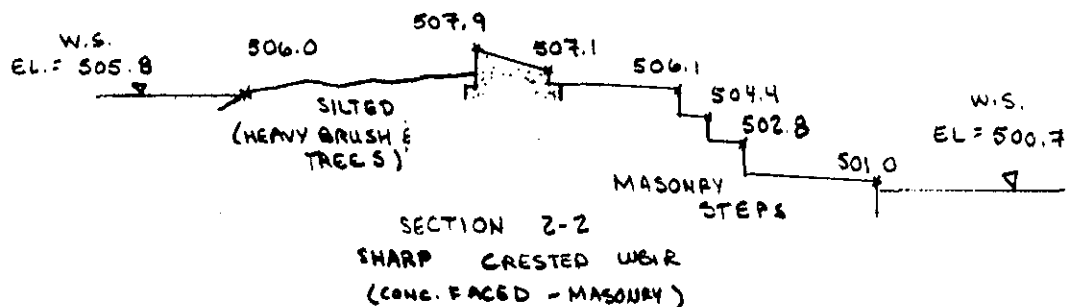 507.9
W.S.
506.0
507.1
EL. = 505.8
506.1
504.4
W.S.
SILTED
502.8
EL = 500.7
(HEAVY BRUSH &
TREES)
501.0
MASONRY
STEPS
SECTION 2-2
SHARP CRESTED WEIR
(CONC. FACED - MASONRY)